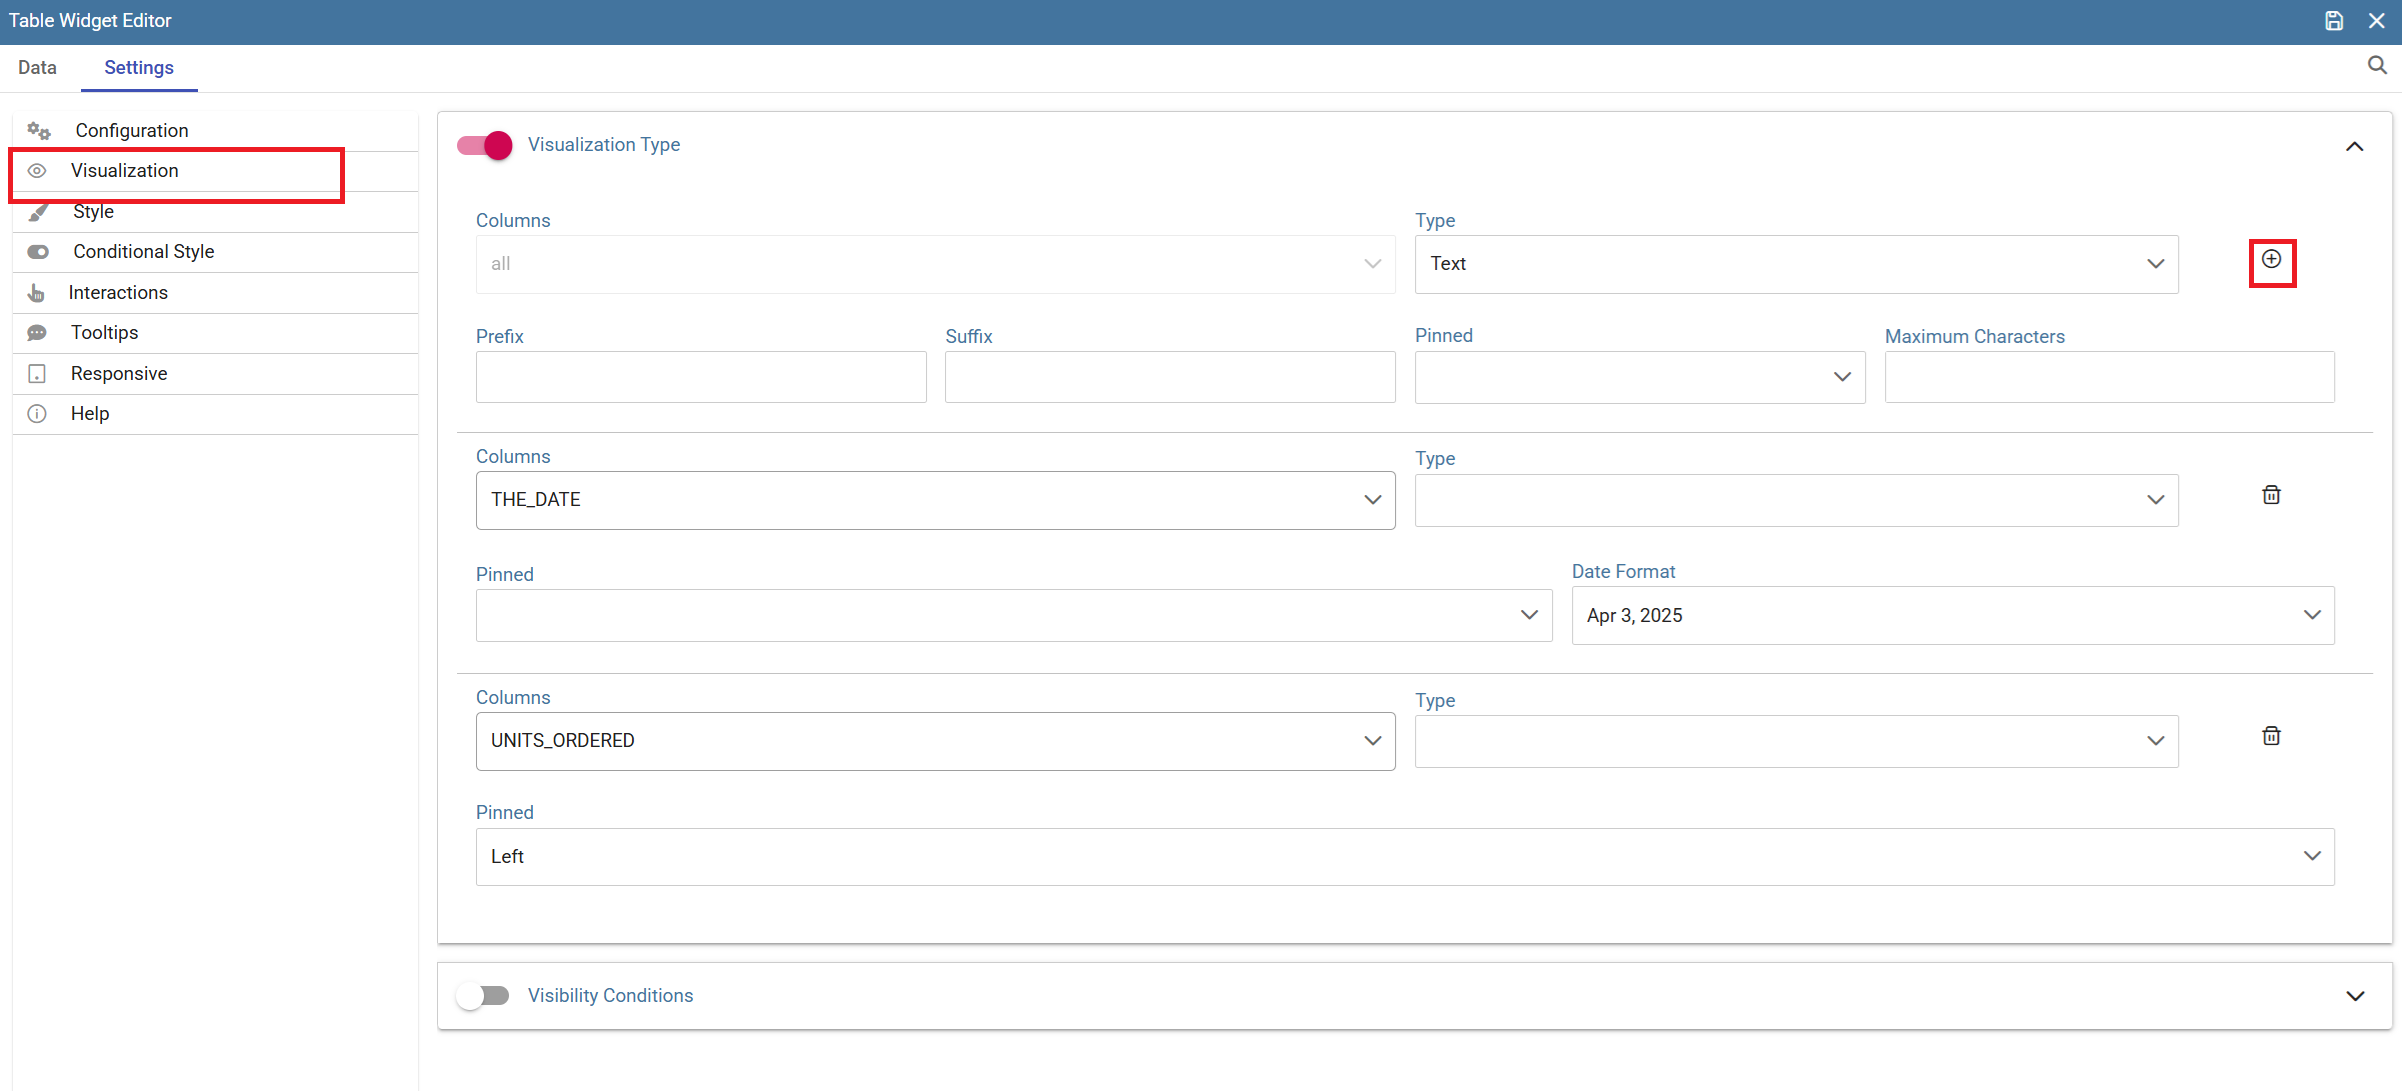 Table Widget Editor
Data
Settings
Configuration
Visualization
Style
Conditional Style
Interactions
Tooltips
Responsive
Help
Visualization Type
Columns
Type
all
Text
Prefix
Suffix
Pinned
Maximum Characters
Columns
Type
THE_DATE
Pinned
Date Format
Apr 3, 2025
Columns
Type
UNITS_ORDERED
Pinned
Left
Visibility Conditions